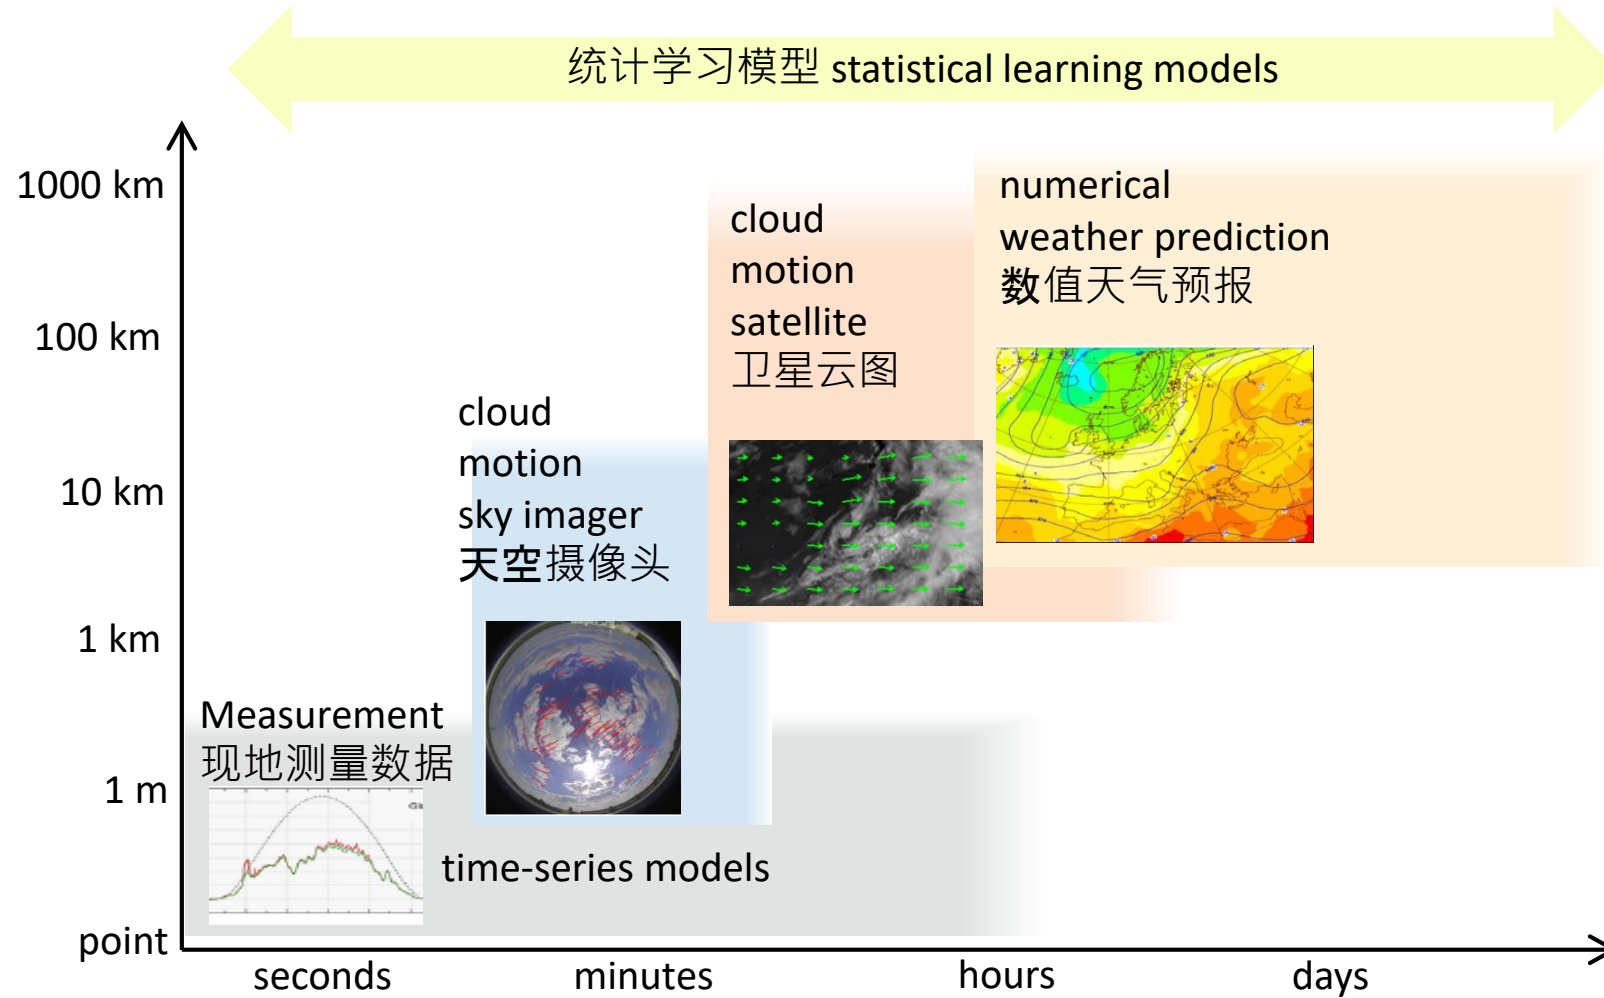 统计学习模型 statistical learning models
1000 km
100 km
10 km
1 km
1 m
point
numerical
weather prediction
数值天气预报
cloud
motion
satellite
卫星云图
cloud
motion
sky imager
天空摄像头
Measurement
现地测量数据
time-series models
seconds
minutes
hours
days